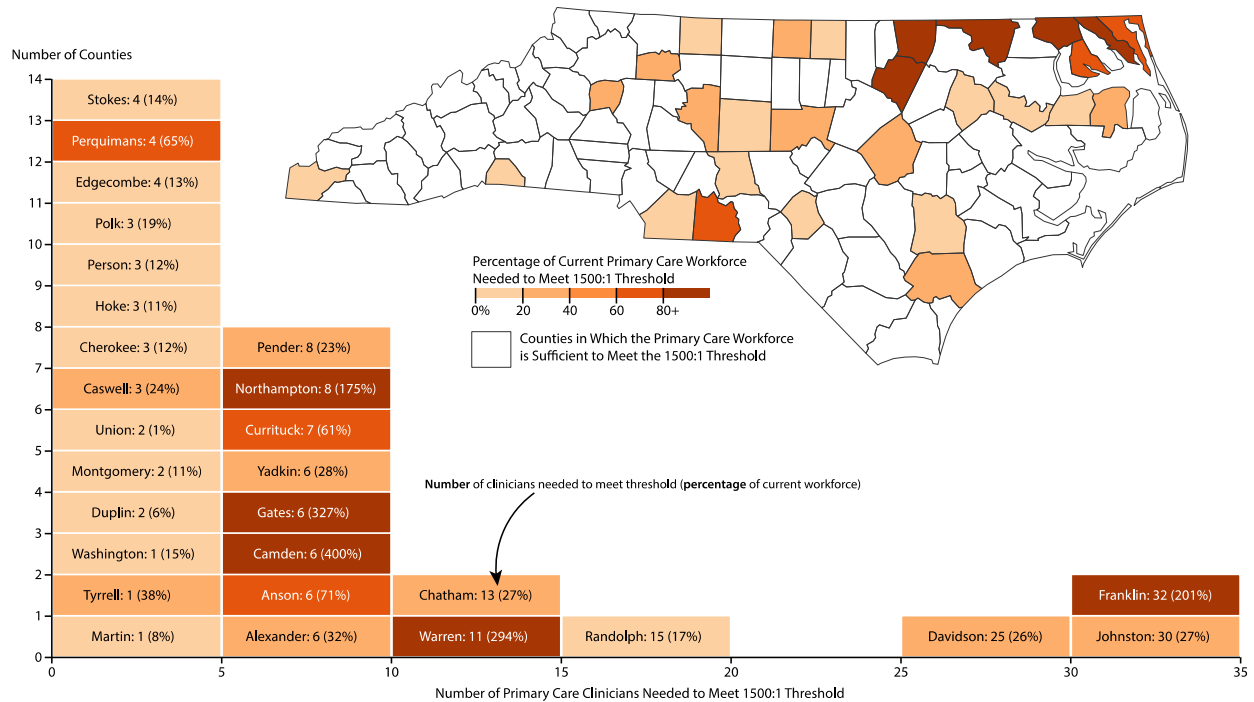 Number of Counties
14
13
12
11
10
9
8
7
6
5
4
3
2
1
0
Stokes: 4 (14%)
Perquimans: 4 (65%)
Edgecombe: 4 (13%)
Polk: 3 (19%)
Person: 3 (12%)
Hoke: 3 (11%)
Cherokee: 3 (12%)
Caswell: 3 (24%)
Union: 2 (1%)
Montgomery: 2 (11%)
Duplin: 2 (6%)
Washington: 1 (15%)
Tyrrell: 1 (38%)
Martin: 1 (8%)
Pender: 8 (23%)
Northampton: 8 (175%)
Currituck: 7 (61%)
Yadkin: 6 (28%)
Gates: 6 (327%)
Camden: 6 (400%)
Anson: 6 (71%)
Alexander: 6 (32%)
Chatham: 13 (27%)
Warren: 11 (294%)
Randolph: 15 (17%)
Davidson: 25 (26%)
Franklin: 32 (201%)
Johnston: 30 (27%)
Percentage of Current Primary Care Workforce
Needed to Meet 1500:1 Threshold
0% 20 40 60 80+
Counties in Which the Primary Care Workforce
is Sufficient to Meet the 1500:1 Threshold
Number of clinicians needed to meet threshold (percentage of current workforce)
0 5 10 15 20 25 30 35
Number of Primary Care Clinicians Needed to Meet 1500:1 Threshold